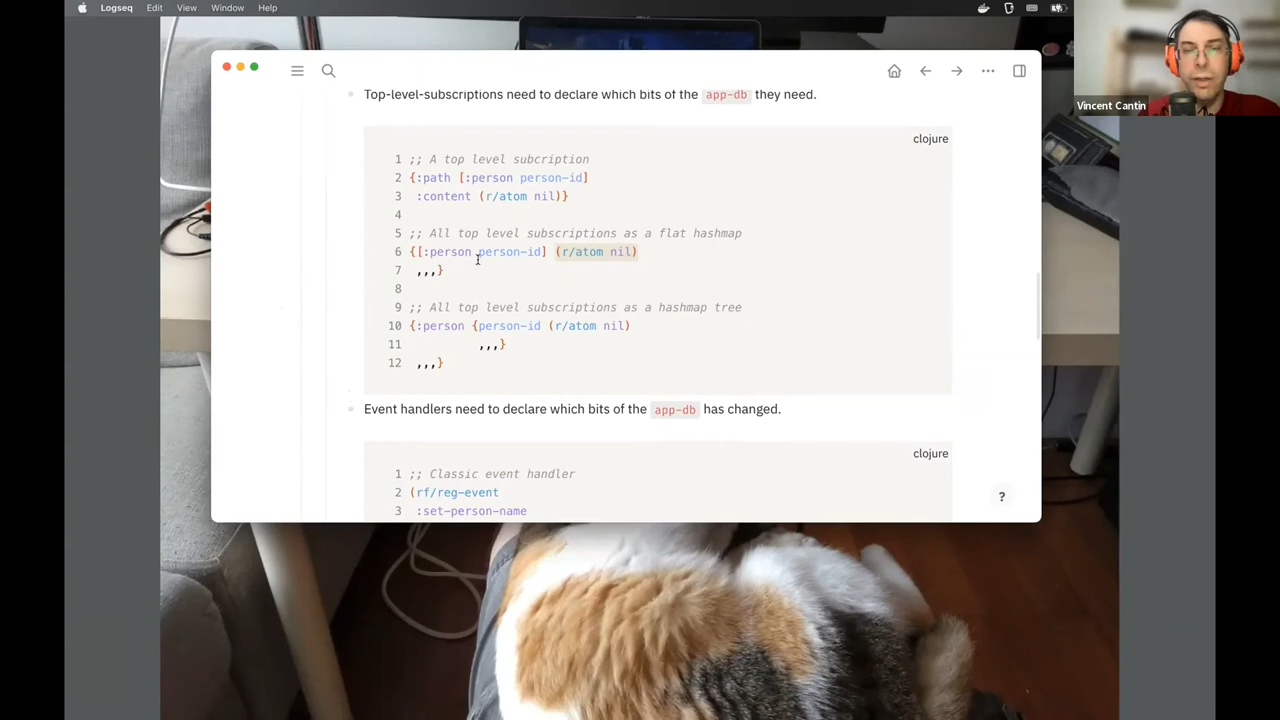 Logseq Edit View Window Help
Vincent Cantin
Top-level-subscriptions need to declare which bits of the app-db they need.
clojure
1 ;; A top level subcription
2 {:path [:person person-id]
3 :content (r/atom nil)}
4
5 ;; All top level subscriptions as a flat hashmap
6 {[:person person-id] (r/atom nil)
7 ,,,}
8
9 ;; All top level subscriptions as a hashmap tree
10 {:person {person-id (r/atom nil)
11 ,,,}
12 ,,,}
Event handlers need to declare which bits of the app-db has changed.
clojure
1 ;; Classic event handler
2 (rf/reg-event
3 :set-person-name
?